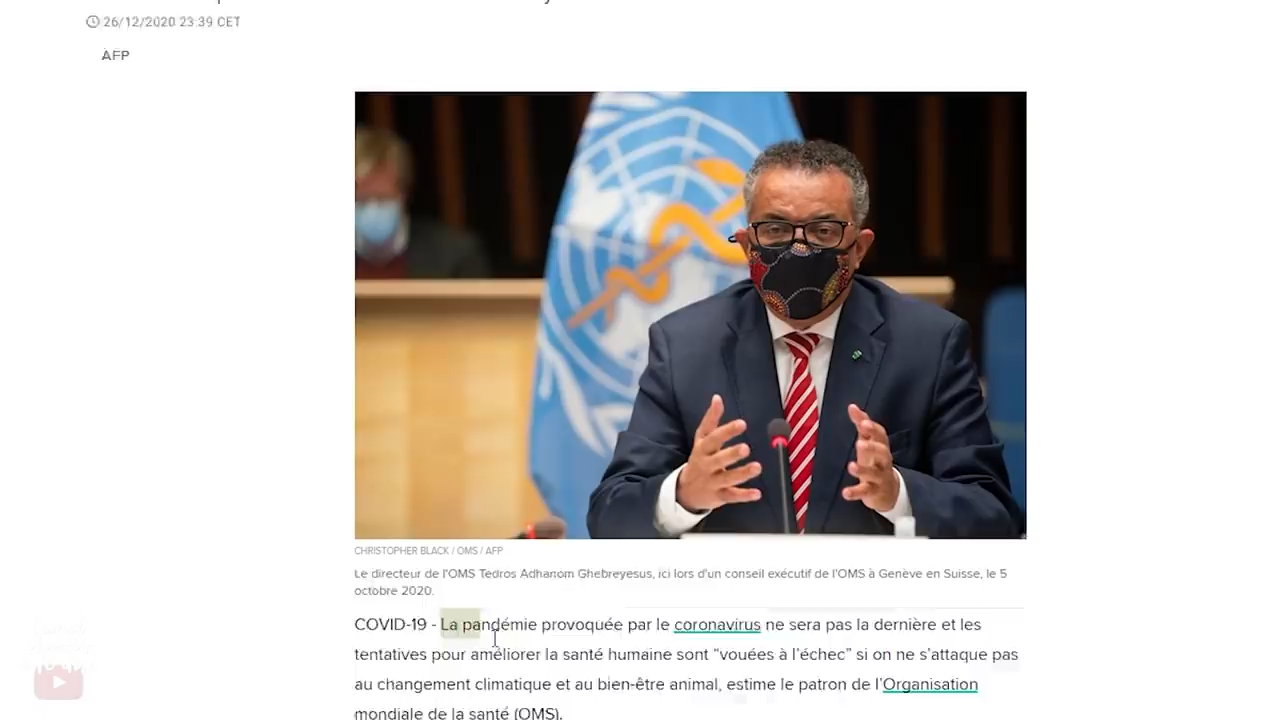 26/12/2020 23:39 CET
AFP
CHRISTOPHER BLACK / OMS / AFP
Le directeur de l'OMS Tedros Adhanom Ghebreyesus, ici lors d'un conseil exécutif de l'OMS à Genève en Suisse, le 5
octobre 2020.
COVID-19 - La pandémie provoquée par le coronavirus ne sera pas la dernière et les
tentatives pour améliorer la santé humaine sont “vouées à l’échec” si on ne s’attaque pas
au changement climatique et au bien-être animal, estime le patron de l’Organisation
mondiale de la santé (OMS).